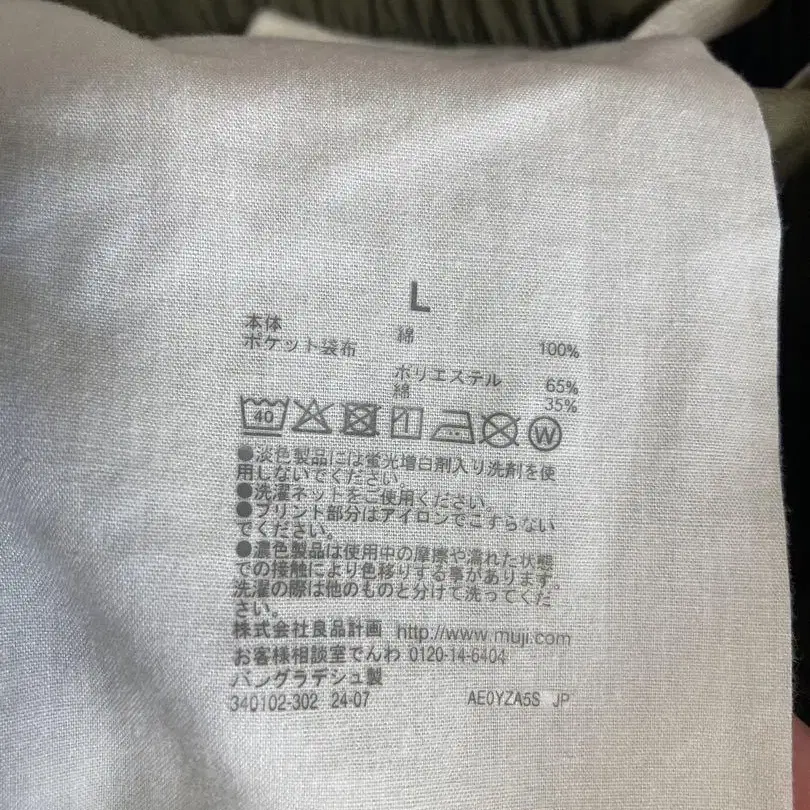 L
本体 綿 100%
ポケット袋布
ポリエステル 65%
綿 35%
40 W
●淡色製品には蛍光増白剤入り洗剤を使
用しないでください。
●洗濯ネットをご使用ください。
●プリント部分はアイロンでこすらない
でください。
●濃色製品は使用中の摩擦や濡れた状態
での接触により色移りする事があります。
洗濯の際は他のものと分けて洗ってくだ
さい。
株式会社良品計画 http://www.muji.com
お客様相談室でんわ 0120-14-6404
バングラデシュ製
340102-302 24-07 AE0YZA5S JP